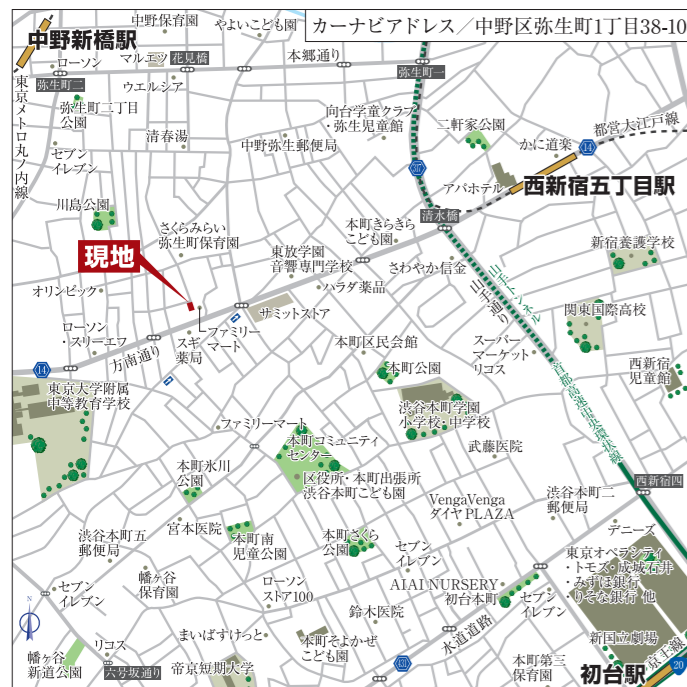 カーナビアドレス／中野区弥生町1丁目38-10
中野保育園
やよいこども園
中野新橋駅
マルエツ
花見橋
ローソン
本郷通り
弥生町二
弥生町一
ウエルシア
弥生町二丁目
公園
向台学童クラブ
・弥生児童館
二軒家公園
都営大江戸線
東京メトロ丸ノ内線
清春湯
中野弥生郵便局
かに道楽
14
セブン
イレブン
317
アパホテル
西新宿五丁目駅
川島公園
清水橋
さくらみらい
弥生町保育園
本町きらきら
こども園
新宿養護学校
現地
東放学園
音響専門学校
さわやか信金
山手トンネル
山手通り
オリンピック
ハラダ薬品
サミットストア
関東国際高校
ローソン
・スリーエフ
ファミリー
マート
スギ
薬局
方南通り
本町区民会館
スーパー
マーケット
リコス
14
本町公園
首都高速中央環状線
西新宿
児童館
東京大学附属
中等教育学校
渋谷本町学園
小学校・中学校
ファミリーマート
本町コミュニティ
センター
武藤医院
本町氷川
公園
区役所・本町出張所
渋谷本町こども園
西新宿四
VengaVenga
ダイヤPLAZA
渋谷本町二
郵便局
宮本医院
本町南
児童公園
本町さくら
公園
デニーズ
渋谷本町五
郵便局
セブン
イレブン
東京オペラシティ
・トモズ・成城石井
・みずほ銀行
・りそな銀行 他
幡ヶ谷
保育園
AIAI NURSERY
初台本町
セブン
イレブン
セブン
イレブン
ローソン
ストア100
鈴木医院
N
まいばすけっと
水道道路
新国立劇場
リコス
本町そよかぜ
こども園
京王線
幡ヶ谷
新道公園
六号坂通り
帝京短期大学
431
本町第三
保育園
初台駅
20